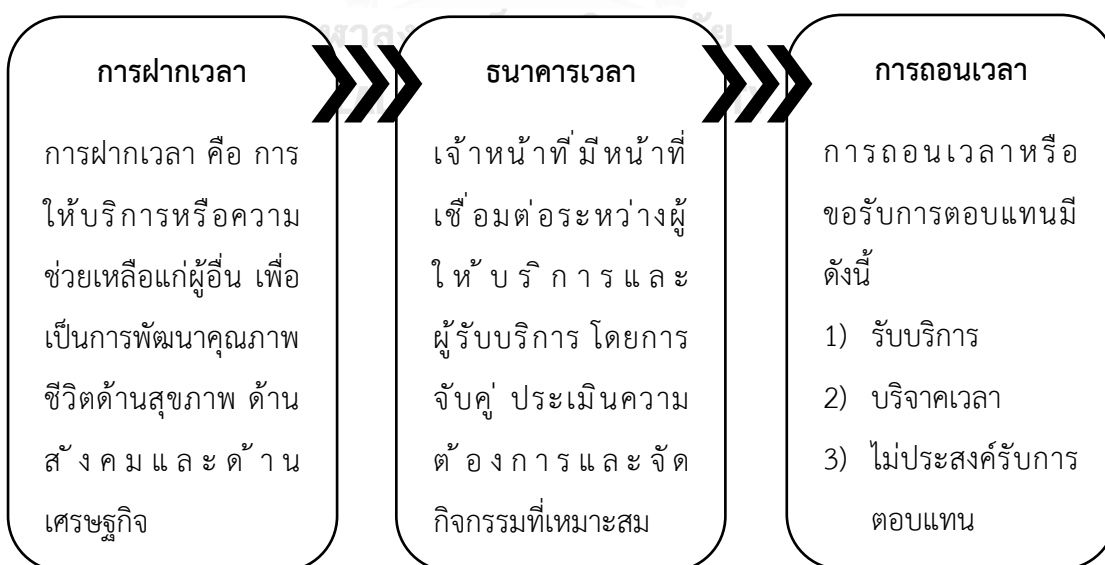 การฝากเวลา
การฝากเวลา คือ การ
ให้บริการหรือความ
ช่วยเหลือแก่ผู้อื่น เพื่อ
เป็นการพัฒนาคุณภาพ
ชีวิตด้านสุขภาพ ด้าน
สังคมและด้าน
เศรษฐกิจ
ธนาคารเวลา
เจ้าหน้าที่มีหน้าที่
เชื่อมต่อระหว่างผู้
ให้บริการและ
ผู้รับบริการ โดยการ
จับคู่ ประเมินความ
ต้องการและจัด
กิจกรรมที่เหมาะสม
การถอนเวลา
การถอนเวลาหรือ
ขอรับการตอบแทนมี
ดังนี้
1) รับบริการ
2) บริจาคเวลา
3) ไม่ประสงค์รับการ
ตอบแทน